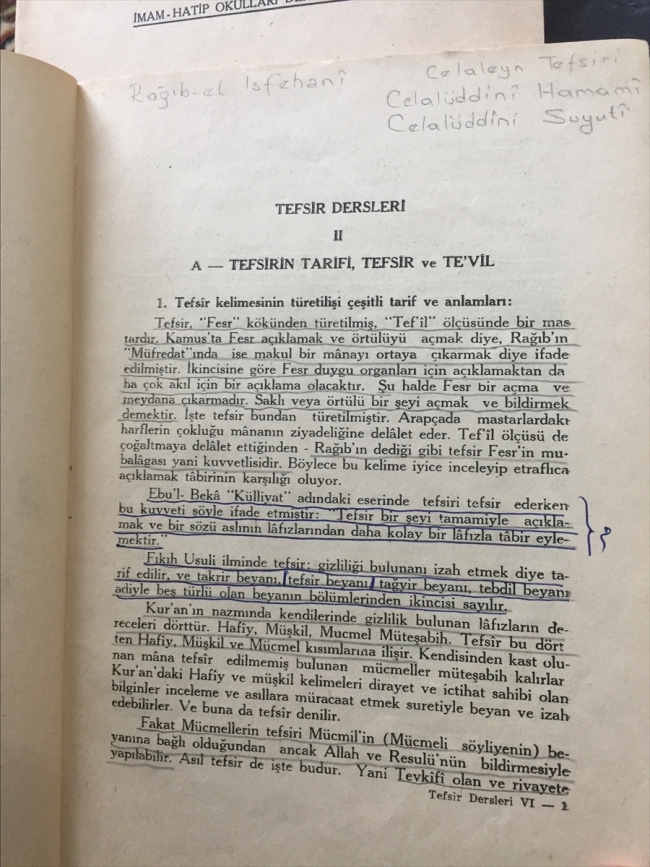 İMAM-HATİP OKULLARI
Rağıb-el Isfehanî
Celaleyn Tefsiri
Celalüddinî Hamamî
Celalüddîni Suyutî
TEFSİR DERSLERİ
II
A — TEFSİRİN TARİFİ, TEFSİR ve TE'VİL
1. Tefsir kelimesinin türetilişi çeşitli tarif ve anlamları:
Tefsir, "Fesr" kökünden türetilmiş, "Tef'il" ölçüsünde bir mas
tardır. Kamus'ta Fesr açıklamak ve örtülüyü açmak diye, Rağıb'ın
"Müfredat"ında ise makul bir mânayı ortaya çıkarmak diye ifade
edilmiştir. İkincisine göre Fesr duygu organları için açıklamaktan da
ha çok akıl için bir açıklama olacaktır. Şu halde Fesr bir açma ve
meydana çıkarmadır. Saklı veya örtülü bir şeyi açmak ve bildirmek
demektir. İşte tefsir bundan türetilmiştir. Arapçada mastarlardakı
harflerin çokluğu mânanın ziyadeliğine delâlet eder. Tef'îl ölçüsü de
çoğaltmaya delâlet ettiğinden - Rağıb'ın dediği gibi tefsir Fesr'in mu-
balâgası yani kuvvetlisidir. Böylece bu kelime iyice inceleyip etraflıca
açıklamak tâbirinin karşılığı oluyor.
Ebu'l- Bekâ "Külliyat" adındaki eserinde tefsiri tefsir ederken
bu kuvveti şöyle ifade etmiştir: "Tefsir bir şeyi tamamiyle açıkla-
mak ve bir sözü aslının lâfızlarından daha kolay bir lâfızla tâbir eyle-
mektir."
Fıkıh Usuli ilminde tefsir: gizliliği bulunanı izah etmek diye ta-
rif edilir, ve takrir beyanı, tefsir beyanı, tağyir beyanı, tebdil beyanı
adiyle beş türlü olan beyanın bölümlerinden ikincisi sayılır.
Kur'an'ın nazmında kendilerinde gizlilik bulunan lâfızların de-
receleri dörttür. Hafiy, Müşkil, Mucmel Müteşabih. Tefsir bu dört
ten Hafiy, Müşkil ve Mücmel kısımlarına ilişir. Kendisinden kast olu-
nan mâna tefsîr edilmemiş bulunan mücmeller müteşabih kalırlar
Kur'an'daki Hafiy ve müşkil kelimeleri dirayet ve ictihat sahibi olan
bilginler inceleme ve asıllara müracaat etmek suretiyle beyan ve izah
edebilirler. Ve buna da tefsîr denilir.
Fakat Mücmellerin tefsiri Mücmil'in (Mücmeli söyliyenin) be-
yanına bağlı olduğundan ancak Allah ve Resulü'nün bildirmesiyle
yapılabilir. Asıl tefsir de işte budur. Yani Tevkîfî olan ve rivayete
Tefsir Dersleri VI — 1